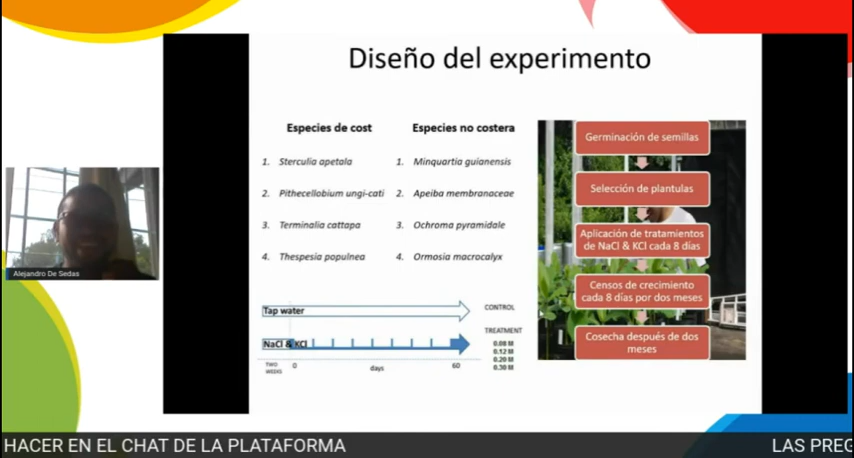 Diseño del experimento
Especies de cost
Especies no costera
1. Sterculia apetala
1. Minquartia guianensis
2. Pithecellobium ungi-cati
2. Apeiba membranaceae
3. Terminalia cattapa
3. Ochroma pyramidale
4. Thespesia populnea
4. Ormosia macrocalyx
Tap water
CONTROL
TREATMENT
NaCl & KCl
0.08 M
0.12 M
0.20 M
0.30 M
TWO
WEEKS
0
days
60
Germinación de semillas
Selección de plantulas
Aplicación de tratamientos
de NaCl & KCl cada 8 días
Censos de crecimiento
cada 8 días por dos meses
Cosecha después de dos
meses
Alejandro De Sedas
HACER EN EL CHAT DE LA PLATAFORMA
LAS PREG